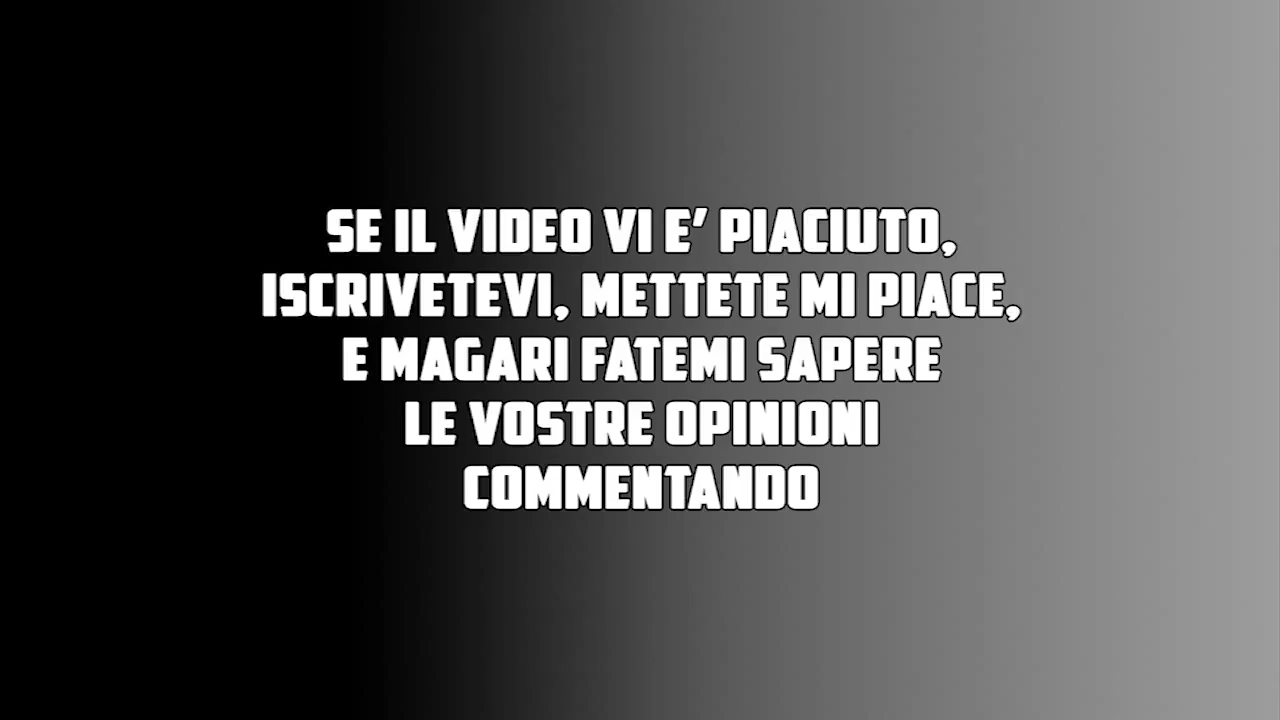 SE IL VIDEO VI E' PIACIUTO,
ISCRIVETEVI, METTETE MI PIACE,
E MAGARI FATEMI SAPERE
LE VOSTRE OPINIONI
COMMENTANDO